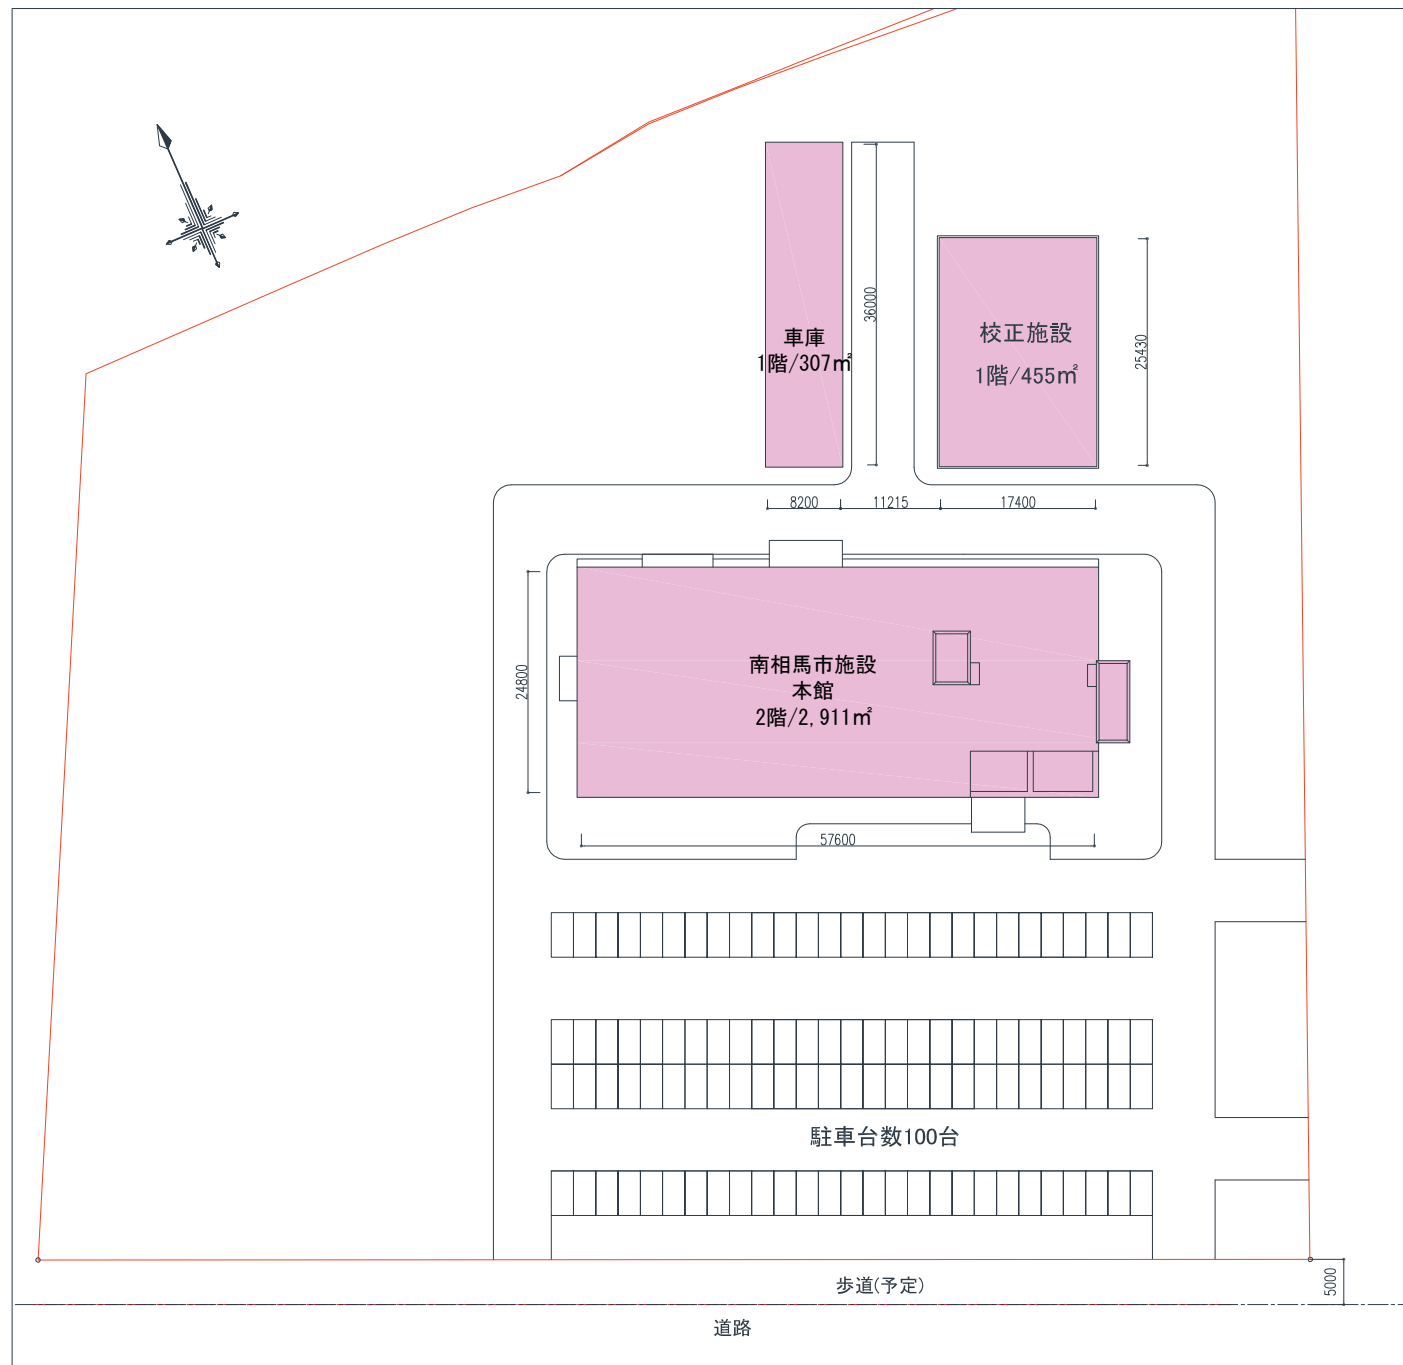 36000
車庫
1階/307㎡
校正施設
1階/455㎡
25430
8200
11215
17400
24800
南相馬市施設
本館
2階/2,911㎡
57600
駐車台数100台
歩道(予定)
5000
道路